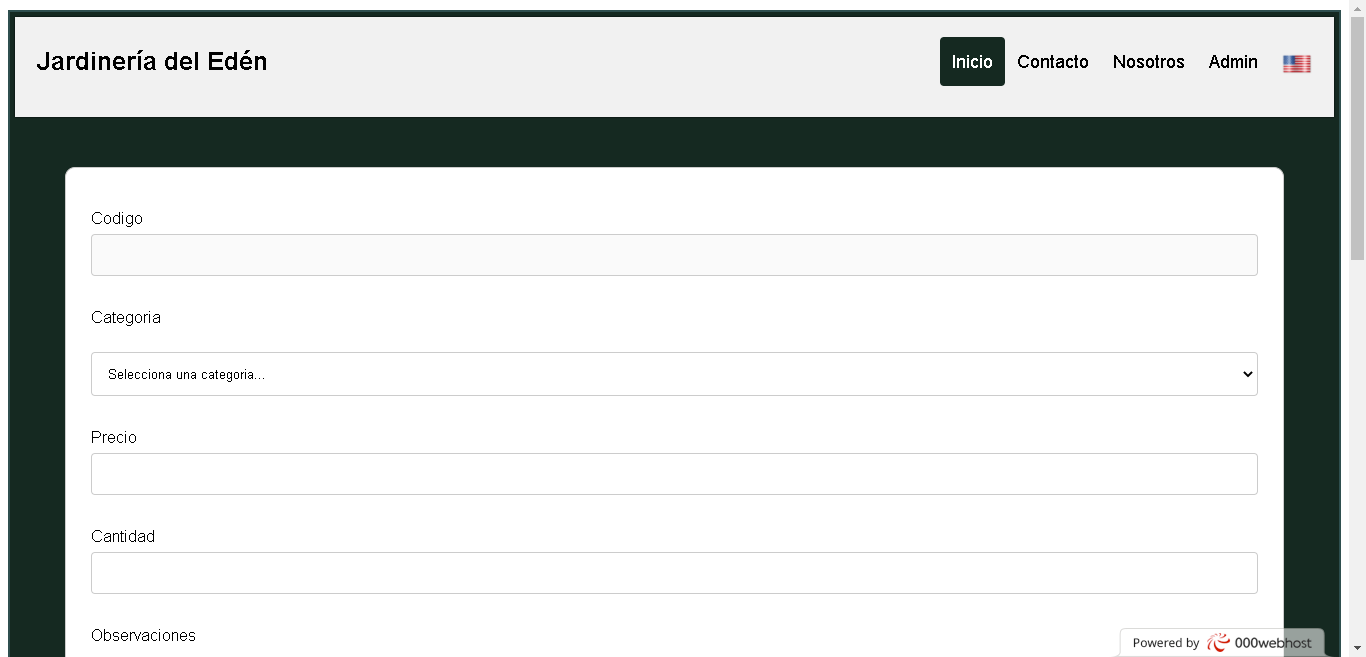 Jardinería del Edén
Inicio Contacto Nosotros Admin
Codigo
Categoria
Selecciona una categoria...
Precio
Cantidad
Observaciones
Powered by 000webhost